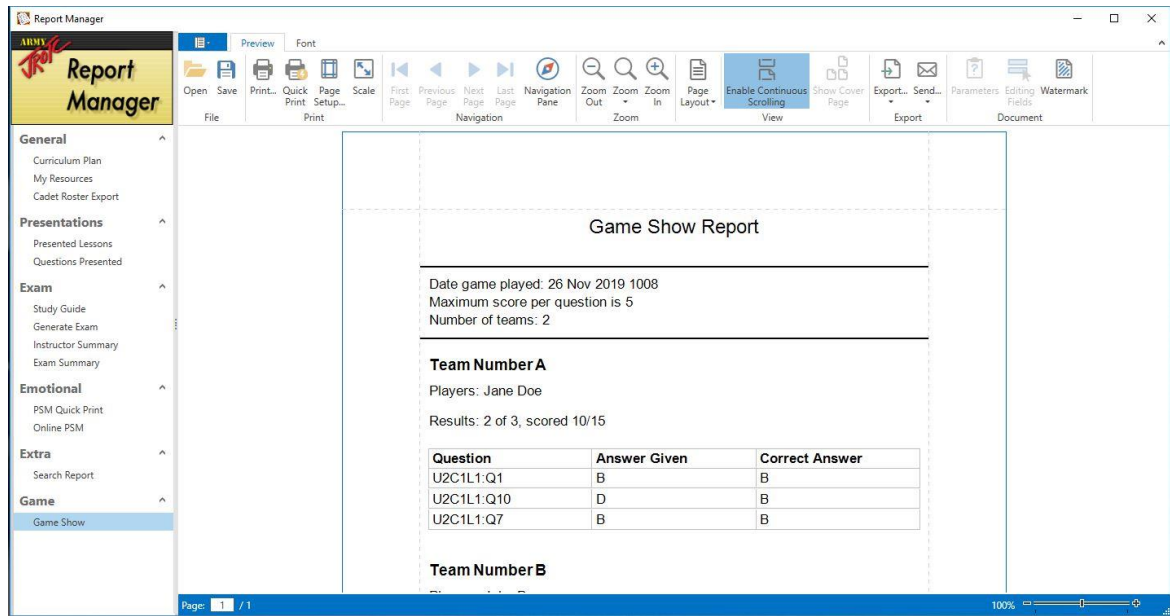 Report Manager
ARMY
JROTC
Report
Manager
Preview Font
Open Save Print... Quick Print Page Setup... Scale First Page Previous Page Next Page Last Page Navigation Pane Zoom Out Zoom Zoom In Page Layout Enable Continuous Scrolling Show Cover Page Export... Send... Parameters Editing Fields Watermark
File Print Navigation Zoom View Export Document
General
Curriculum Plan
My Resources
Cadet Roster Export
Presentations
Presented Lessons
Questions Presented
Exam
Study Guide
Generate Exam
Instructor Summary
Exam Summary
Emotional
PSM Quick Print
Online PSM
Extra
Search Report
Game
Game Show
Game Show Report
Date game played: 26 Nov 2019 1008
Maximum score per question is 5
Number of teams: 2
Team Number A
Players: Jane Doe
Results: 2 of 3, scored 10/15
Question Answer Given Correct Answer
U2C1L1:Q1 B B
U2C1L1:Q10 D B
U2C1L1:Q7 B B
Team Number B
Page: 1 / 1 100%